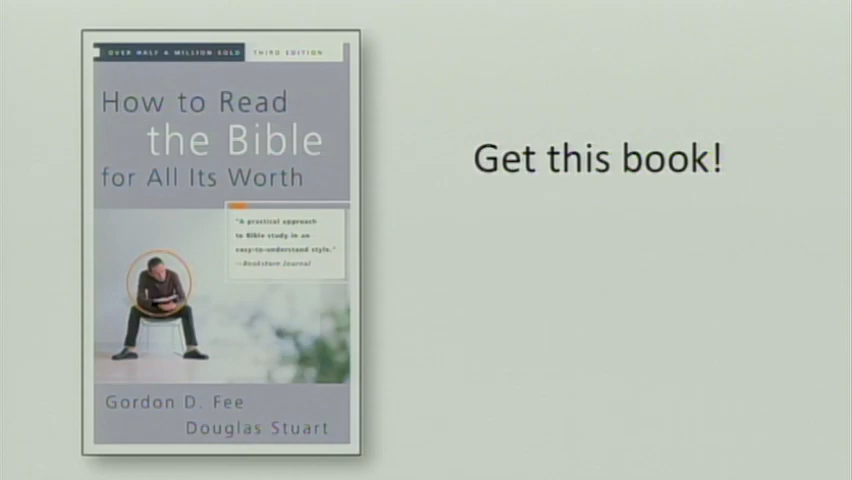 OVER HALF A MILLION SOLD THIRD EDITION
How to Read
the Bible
for All Its Worth
"A practical approach
to Bible study in an
easy-to-understand style."
—Bookstore Journal
Gordon D. Fee
Douglas Stuart
Get this book!